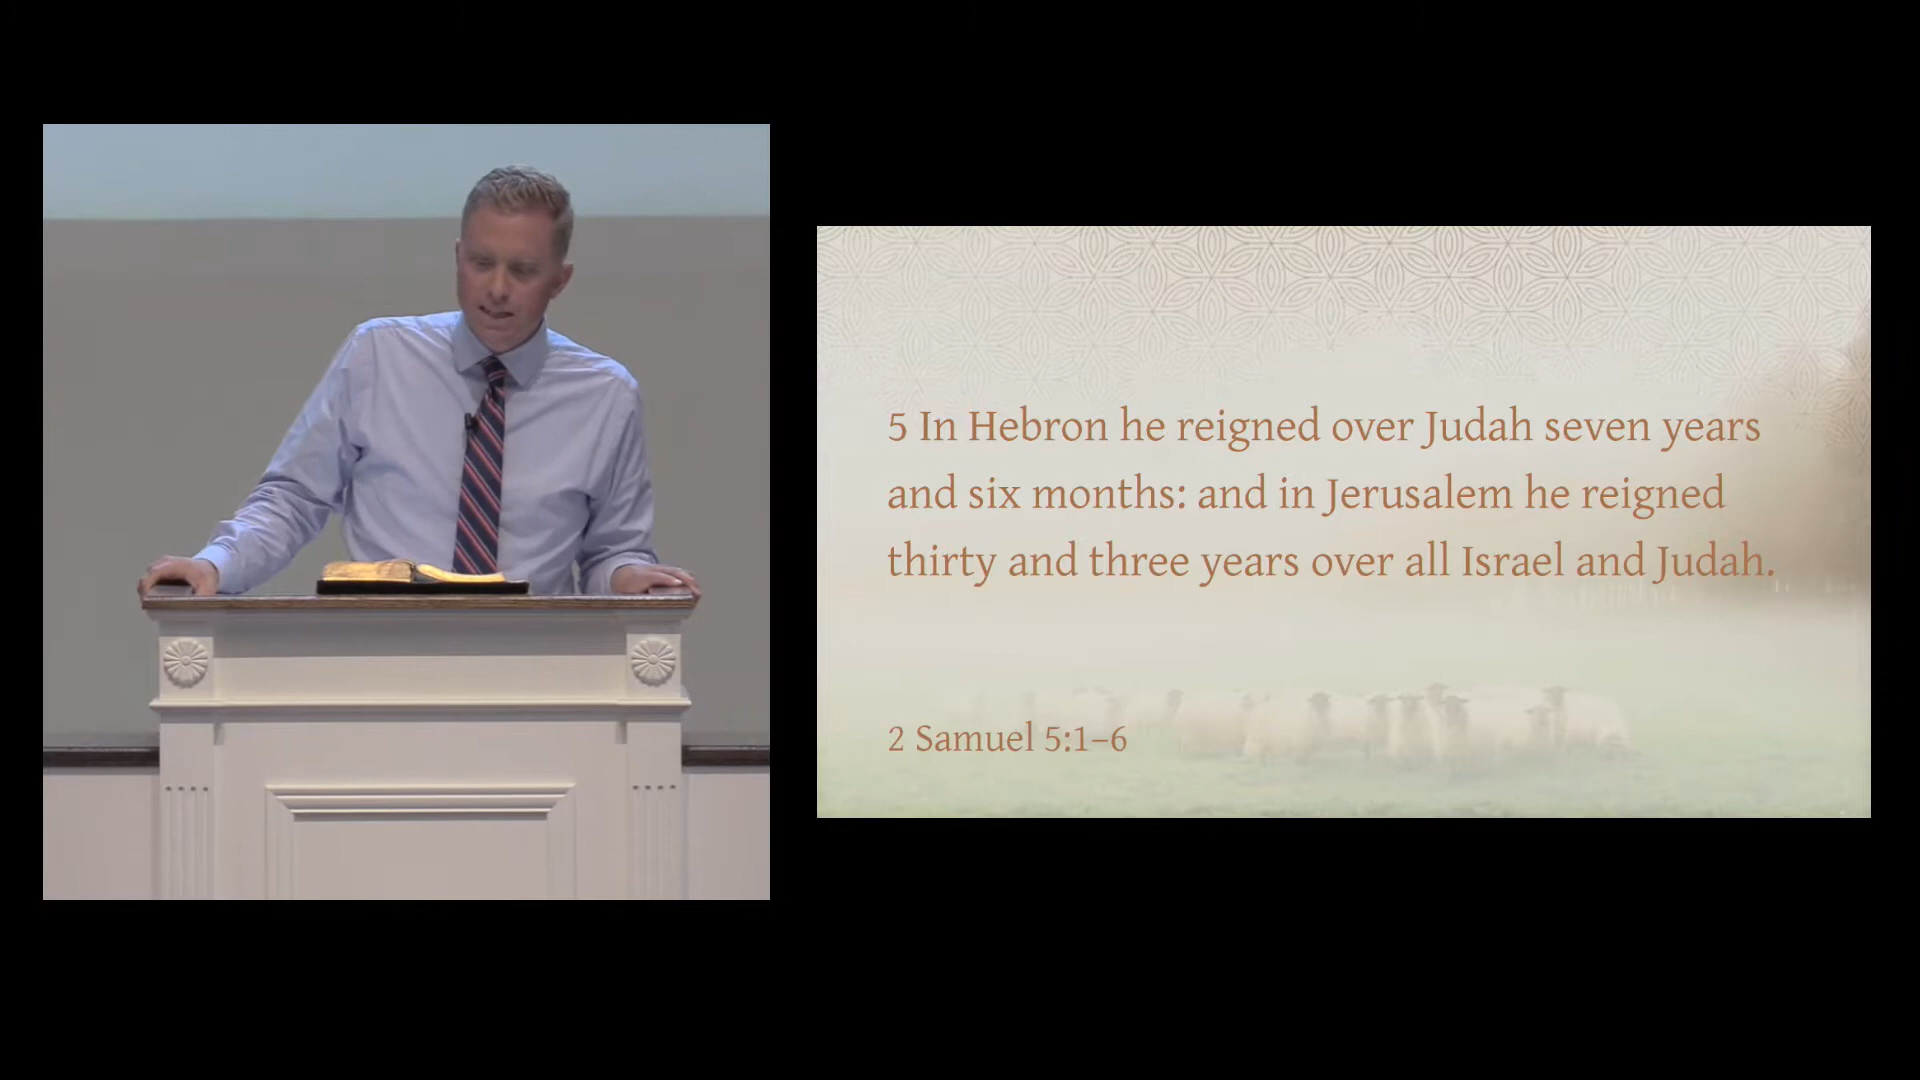 5 In Hebron he reigned over Judah seven years
and six months: and in Jerusalem he reigned
thirty and three years over all Israel and Judah.
2 Samuel 5:1–6